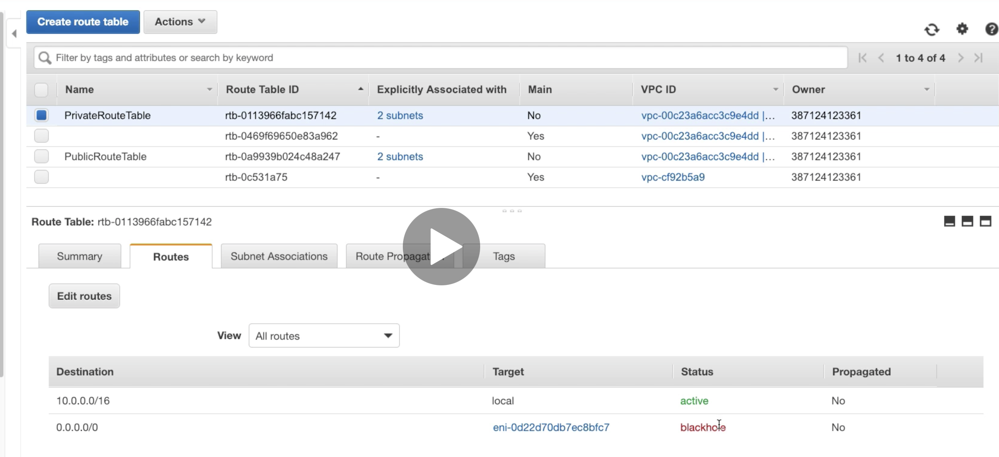 Create route table Actions
Filter by tags and attributes or search by keyword 1 to 4 of 4
Name Route Table ID Explicitly Associated with Main VPC ID Owner
PrivateRouteTable rtb-0113966fabc157142 2 subnets No vpc-00c23a6acc3c9e4dd |... 387124123361
rtb-0469f69650e83a962 - Yes vpc-00c23a6acc3c9e4dd |... 387124123361
PublicRouteTable rtb-0a9939b024c48a247 2 subnets No vpc-00c23a6acc3c9e4dd |... 387124123361
rtb-0c531a75 - Yes vpc-cf92b5a9 387124123361
Route Table: rtb-0113966fabc157142
Summary Routes Subnet Associations Route Tags
Edit routes
View All routes
Destination Target Status Propagated
10.0.0.0/16 local active No
0.0.0.0/0 eni-0d22d70db7ec8bfc7 blackhole No